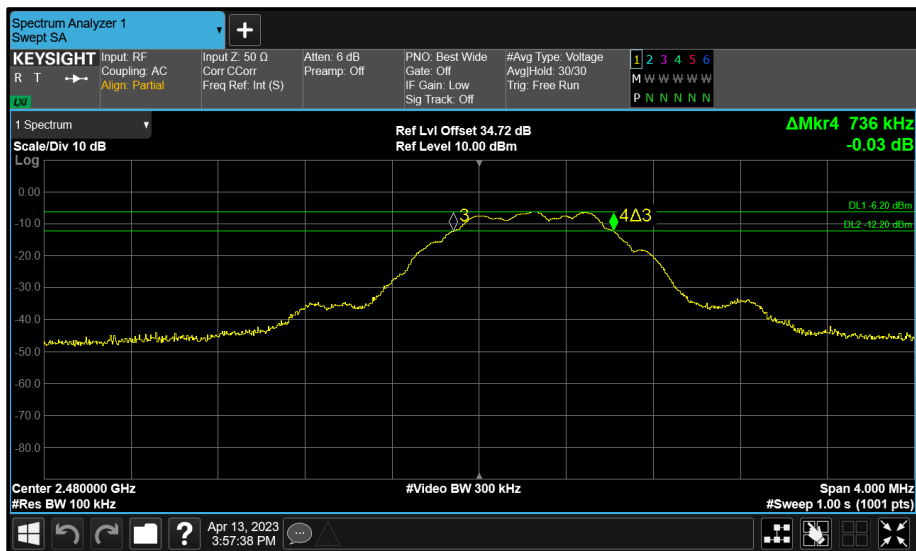 Spectrum Analyzer 1
Swept SA
KEYSIGHT
R T
LXI
Input: RF
Coupling: AC
Align: Partial
Input Z: 50 Ω
Corr CCorr
Freq Ref: Int (S)
Atten: 6 dB
Preamp: Off
PNO: Best Wide
Gate: Off
IF Gain: Low
Sig Track: Off
#Avg Type: Voltage
Avg|Hold: 30/30
Trig: Free Run
1 2 3 4 5 6
M W W W W W
P N N N N N
1 Spectrum
Scale/Div 10 dB
Ref Lvl Offset 34.72 dB
Ref Level 10.00 dBm
ΔMkr4 736 kHz
-0.03 dB
Log
0.00
-10.0
-20.0
-30.0
-40.0
-50.0
-60.0
-70.0
-80.0
3
4Δ3
DL1 -6.20 dBm
DL2 -12.20 dBm
Center 2.480000 GHz
#Res BW 100 kHz
#Video BW 300 kHz
Span 4.000 MHz
#Sweep 1.00 s (1001 pts)
?
Apr 13, 2023
3:57:38 PM